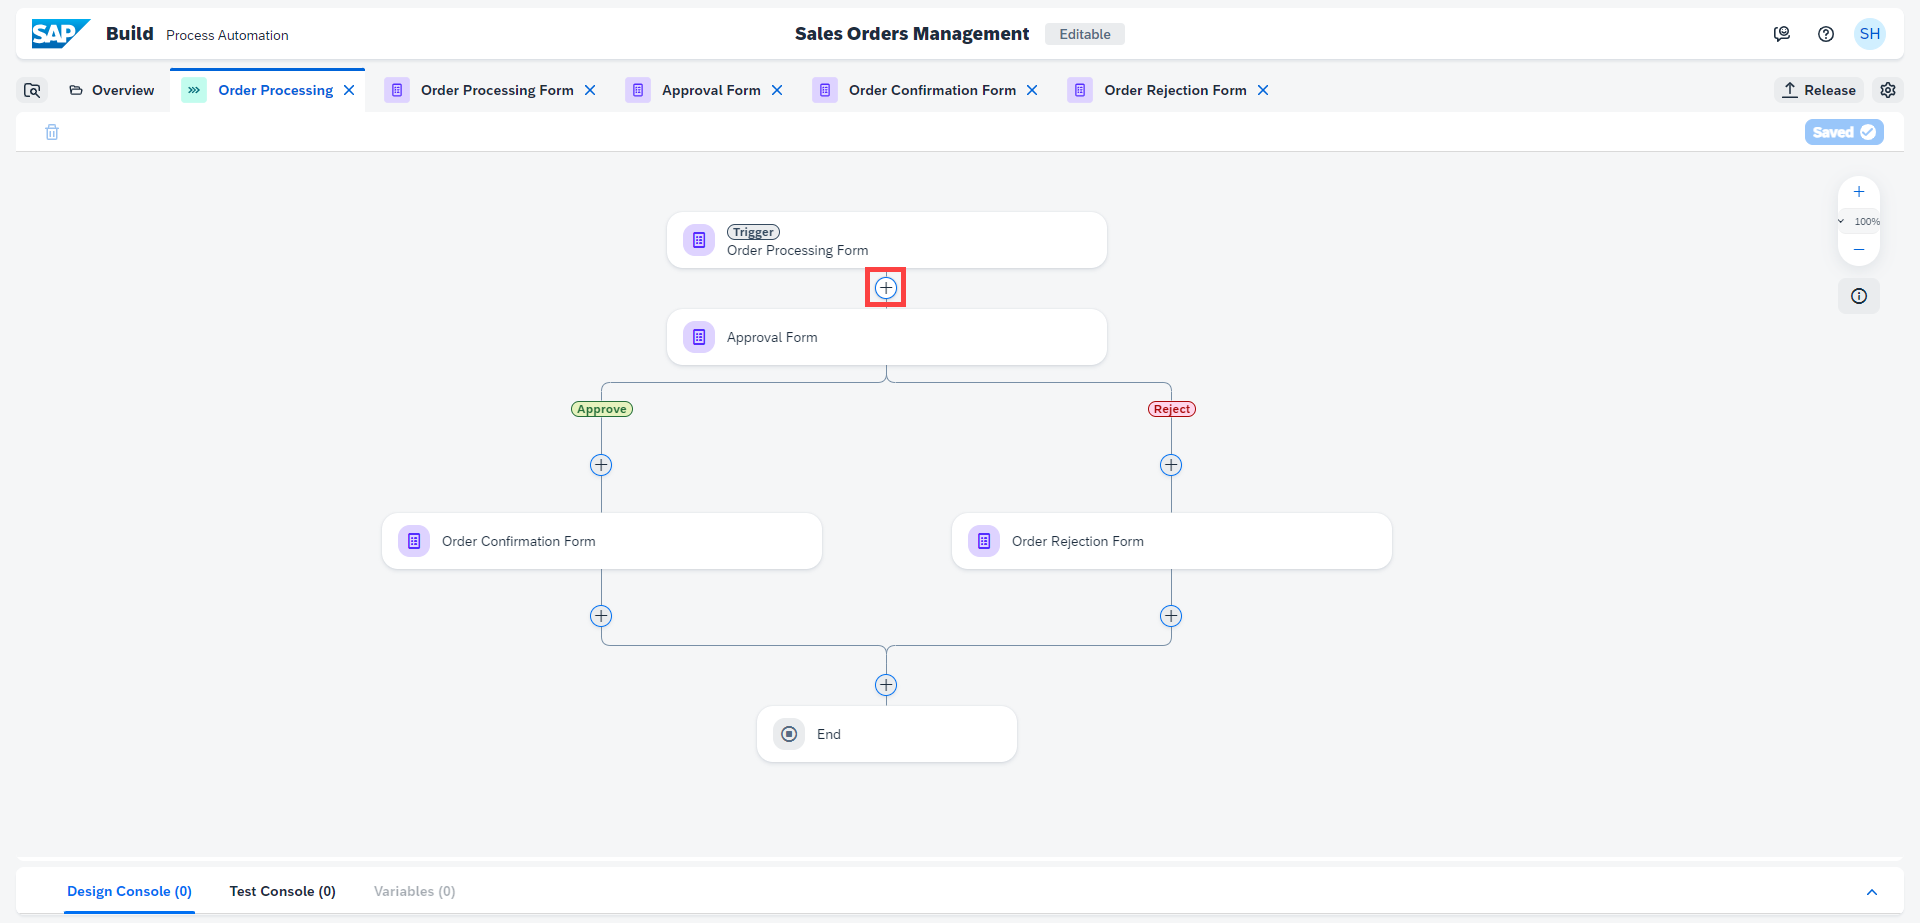 SAP Build Process Automation Sales Orders Management Editable SH
Overview Order Processing Order Processing Form Approval Form Order Confirmation Form Order Rejection Form Release
Saved
100%
Trigger
Order Processing Form
Approval Form
Approve Reject
Order Confirmation Form Order Rejection Form
End
Design Console (0) Test Console (0) Variables (0)